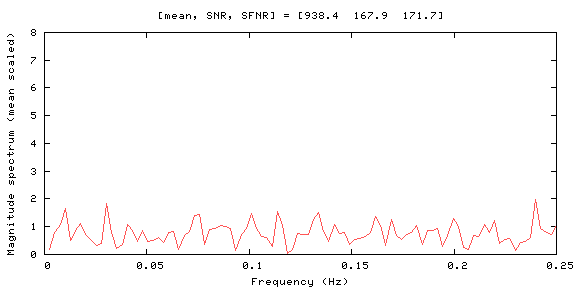 [mean, SNR, SFNR] = [938.4  167.9  171.7]
Magnitude spectrum (mean scaled)
8
7
6
5
4
3
2
1
0
0 0.05 0.1 0.15 0.2 0.25
Frequency (Hz)